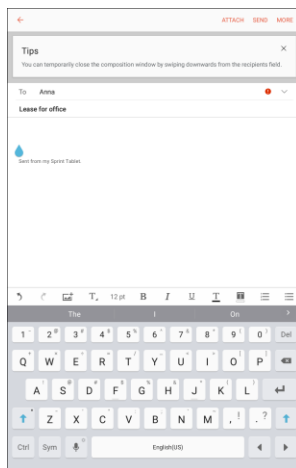 ATTACH SEND MORE
Tips
You can temporarily close the composition window by swiping downwards from the recipients field.
To Anna
Lease for office
Sent from my Sprint Tablet.
T 12 pt B I U T
The I On
1 2 3 4 5 6 7 8 9 0 Del
Q W E R T Y U I O P
A S D F G H J K L
Z X C V B N M , ! . ?
Ctrl Sym English(US)